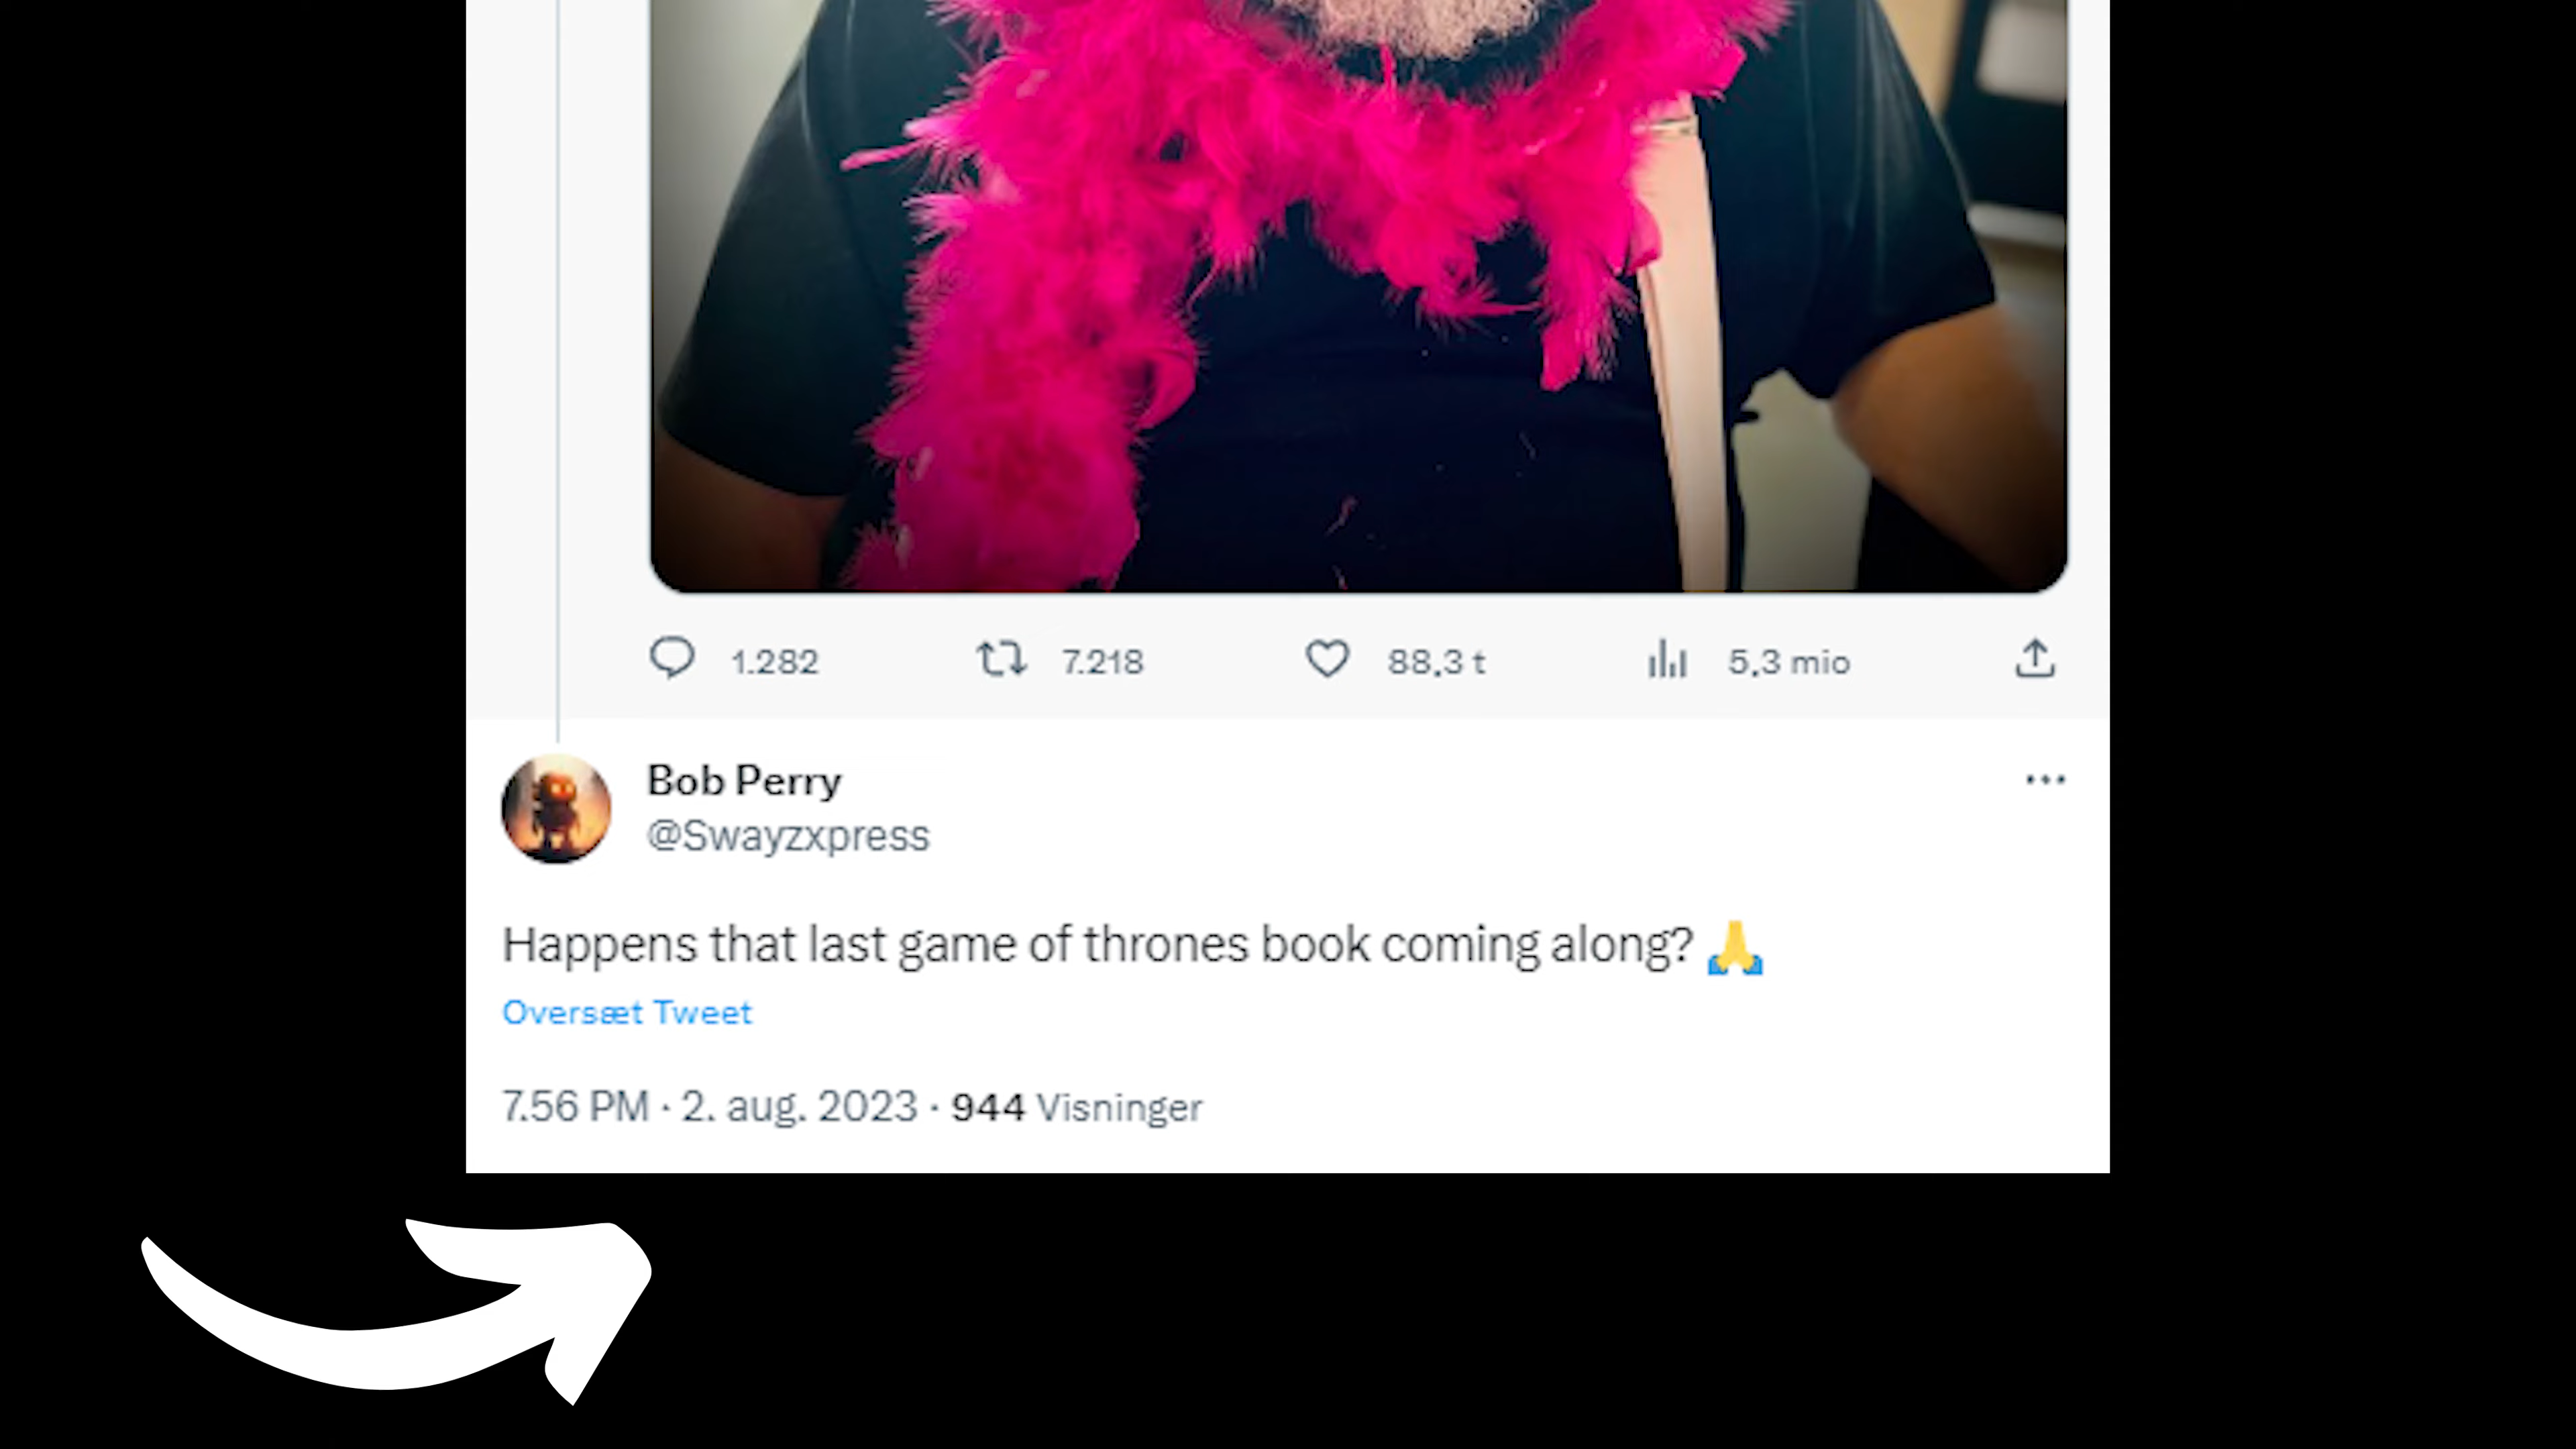 1.282 7.218 88,3 t 5,3 mio
Bob Perry
@Swayzxpress
Happens that last game of thrones book coming along? 🙏
Oversæt Tweet
7.56 PM · 2. aug. 2023 · 944 Visninger